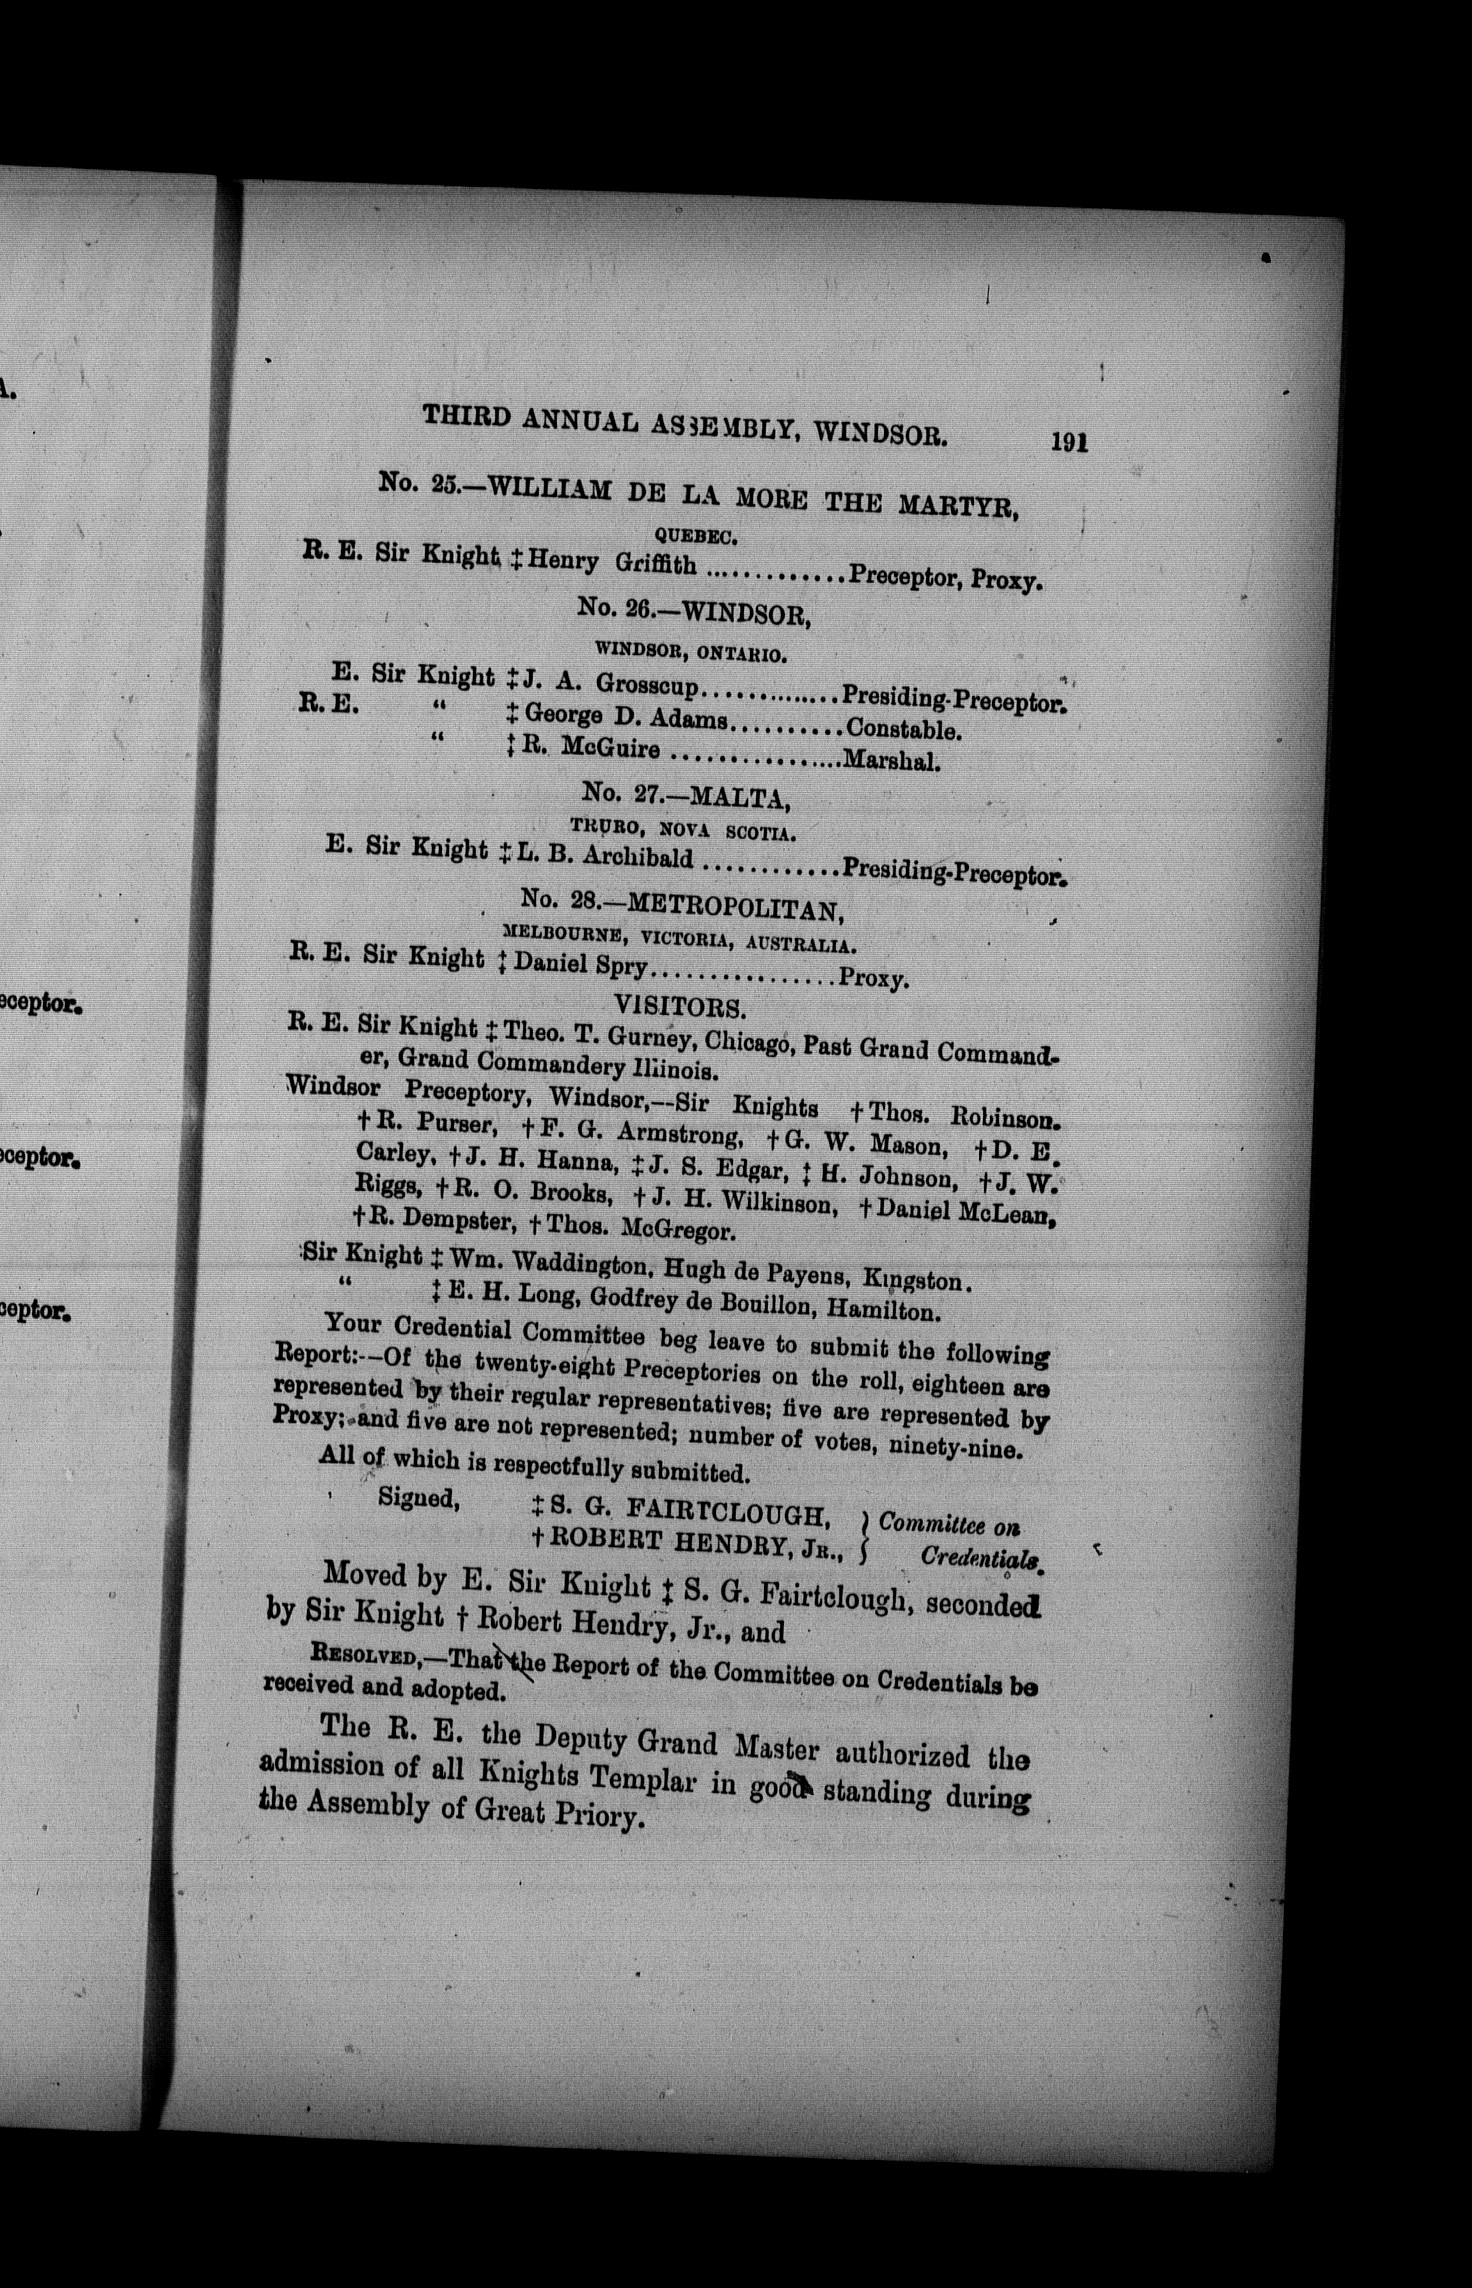 A.
eceptor.
eceptor.
ceptor.
THIRD ANNUAL ASSEMBLY, WINDSOR. 191
No. 25.—WILLIAM DE LA MORE THE MARTYR,
QUEBEC.
R. E. Sir Knight ‡ Henry Griffith .............Preceptor, Proxy.
No. 26.—WINDSOR,
WINDSOR, ONTARIO.
E. Sir Knight ‡ J. A. Grosscup.............Presiding-Preceptor.
R. E. “ ‡ George D. Adams..........Constable.
“ ‡ R. McGuire ................Marshal.
No. 27.—MALTA,
TRURO, NOVA SCOTIA.
E. Sir Knight ‡ L. B. Archibald ............Presiding-Preceptor.
No. 28.—METROPOLITAN,
MELBOURNE, VICTORIA, AUSTRALIA.
R. E. Sir Knight ‡ Daniel Spry................Proxy.
VISITORS.
R. E. Sir Knight ‡ Theo. T. Gurney, Chicago, Past Grand Command-
er, Grand Commandery Illinois.
Windsor Preceptory, Windsor,--Sir Knights † Thos. Robinson.
† R. Purser, † F. G. Armstrong, † G. W. Mason, † D. E.
Carley, † J. H. Hanna, ‡ J. S. Edgar, ‡ H. Johnson, † J. W.
Riggs, † R. O. Brooks, † J. H. Wilkinson, † Daniel McLean,
† R. Dempster, † Thos. McGregor.
Sir Knight ‡ Wm. Waddington, Hugh de Payens, Kingston.
“ ‡ E. H. Long, Godfrey de Bouillon, Hamilton.
Your Credential Committee beg leave to submit the following
Report:--Of the twenty-eight Preceptories on the roll, eighteen are
represented by their regular representatives; five are represented by
Proxy; and five are not represented; number of votes, ninety-nine.
All of which is respectfully submitted.
Signed, ‡ S. G. FAIRTCLOUGH, } Committee on
† ROBERT HENDRY, JR., } Credentials.
Moved by E. Sir Knight ‡ S. G. Fairtclough, seconded
by Sir Knight † Robert Hendry, Jr., and
RESOLVED,—That the Report of the Committee on Credentials be
received and adopted.
The R. E. the Deputy Grand Master authorized the
admission of all Knights Templar in good standing during
the Assembly of Great Priory.